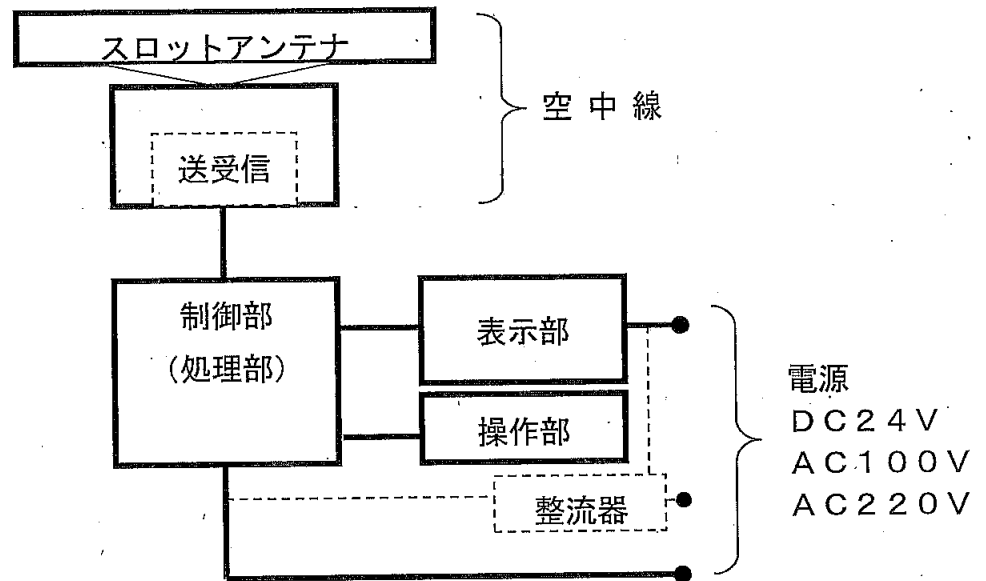 スロットアンテナ
空中線
送受信
制御部
(処理部)
表示部
操作部
整流器
電源
DC24V
AC100V
AC220V